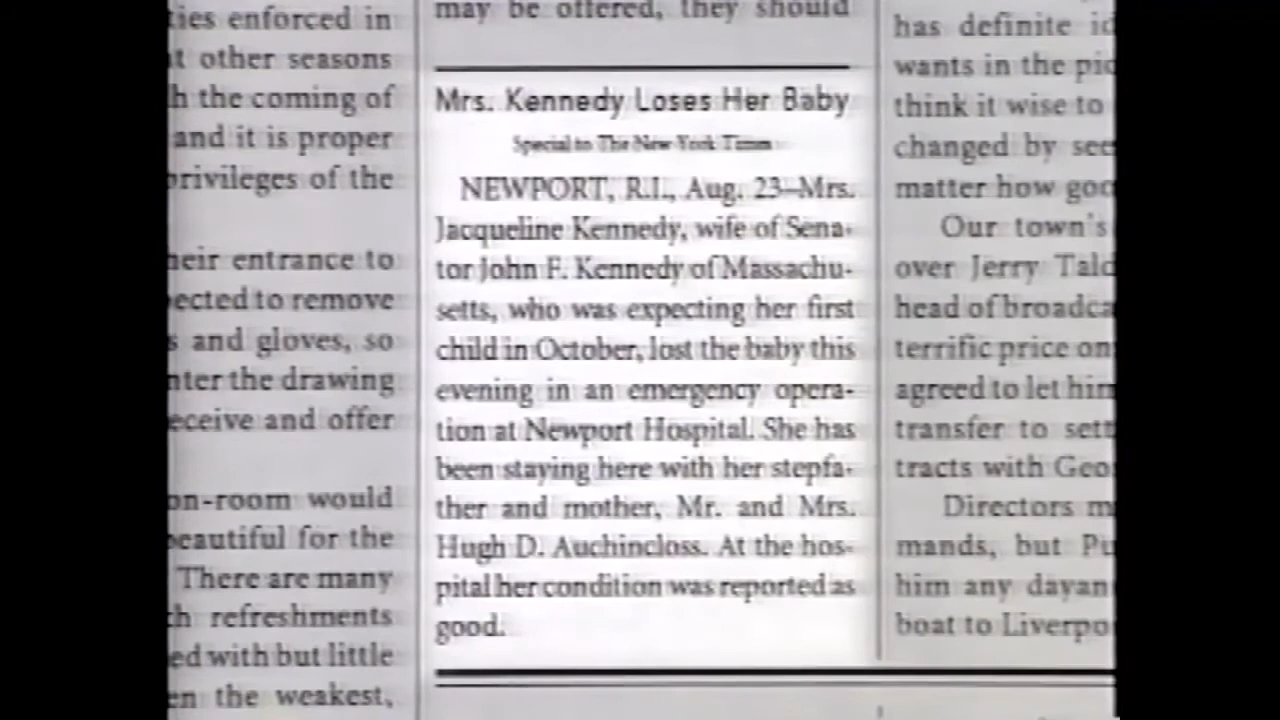 ties enforced in
at other seasons
h the coming of
and it is proper
privileges of the
heir entrance to
pected to remove
s and gloves, so
nter the drawing
receive and offer
on-room would
beautiful for the
There are many
ch refreshments
ed with but little
en the weakest,
may be offered, they should
Mrs. Kennedy Loses Her Baby
Special to The New York Times
NEWPORT, R.I., Aug. 23—Mrs.
Jacqueline Kennedy, wife of Sena-
tor John F. Kennedy of Massachu-
setts, who was expecting her first
child in October, lost the baby this
evening in an emergency opera-
tion at Newport Hospital. She has
been staying here with her stepfa-
ther and mother, Mr. and Mrs.
Hugh D. Auchincloss. At the hos-
pital her condition was reported as
good.
has definite id
wants in the pic
think it wise to
changed by see
matter how goo
Our town's
over Jerry Talc
head of broadca
terrific price on
agreed to let him
transfer to sett
tracts with Geo
Directors m
mands, but Pu
him any dayan
boat to Liverpo